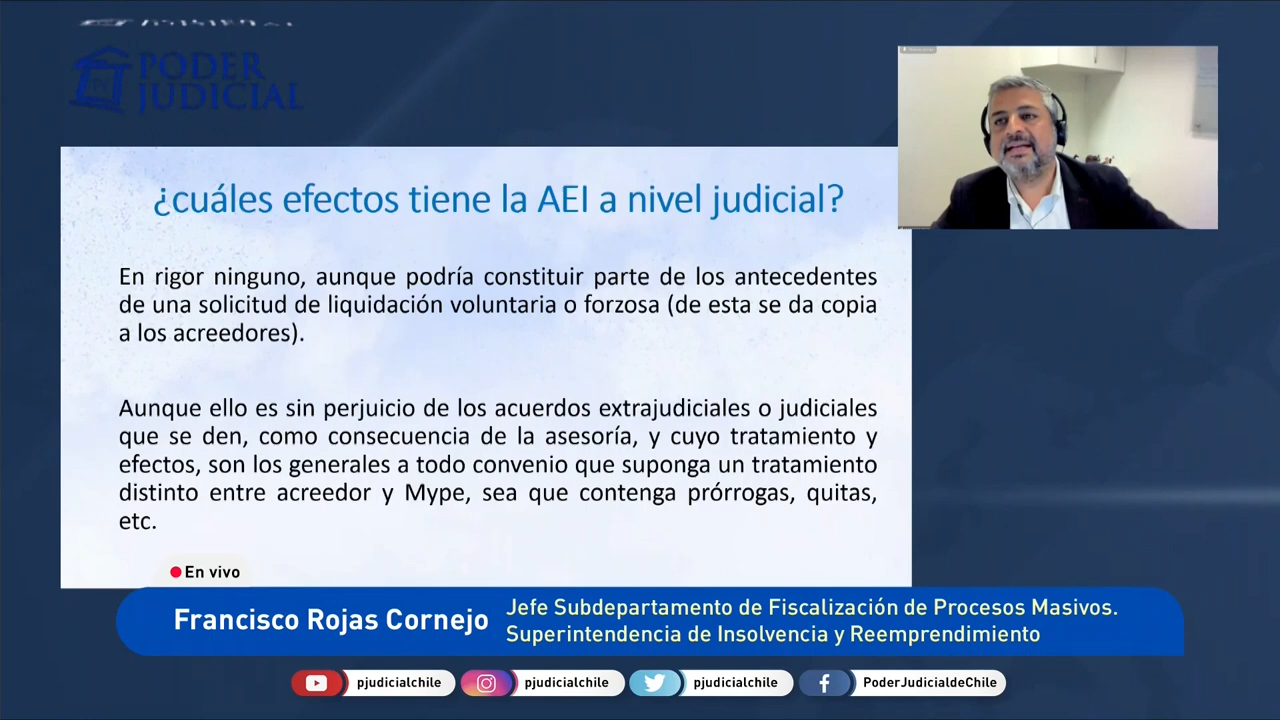 PODER
JUDICIAL
¿cuáles efectos tiene la AEI a nivel judicial?
En rigor ninguno, aunque podría constituir parte de los antecedentes
de una solicitud de liquidación voluntaria o forzosa (de esta se da copia
a los acreedores).
Aunque ello es sin perjuicio de los acuerdos extrajudiciales o judiciales
que se den, como consecuencia de la asesoría, y cuyo tratamiento y
efectos, son los generales a todo convenio que suponga un tratamiento
distinto entre acreedor y Mype, sea que contenga prórrogas, quitas,
etc.
En vivo
Francisco Rojas Cornejo
Jefe Subdepartamento de Fiscalización de Procesos Masivos.
Superintendencia de Insolvencia y Reemprendimiento
pjudicialchile
pjudicialchile
pjudicialchile
PoderJudicialdeChile